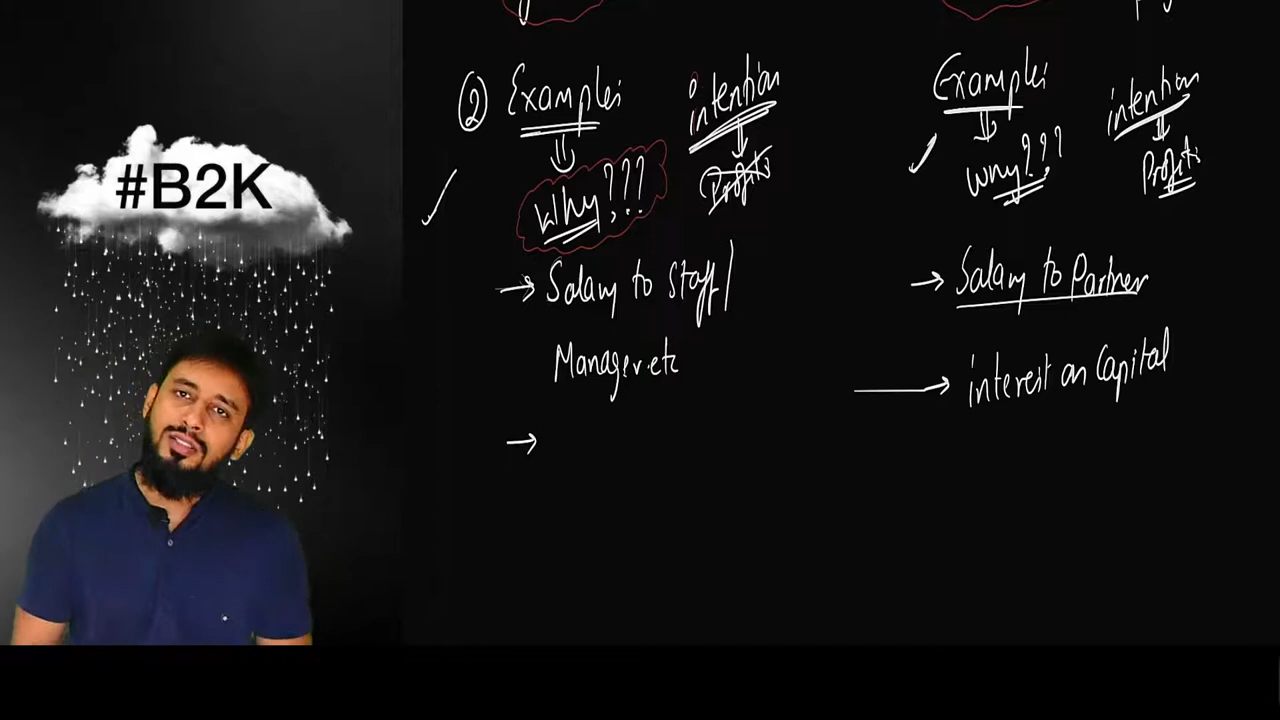 #B2K
② Examples
intention
Why???
Profits
→ Salary to Staff/
Manager etc
→
Examples
intention
Why???
Profits
→ Salary to Partner
→ interest on Capital